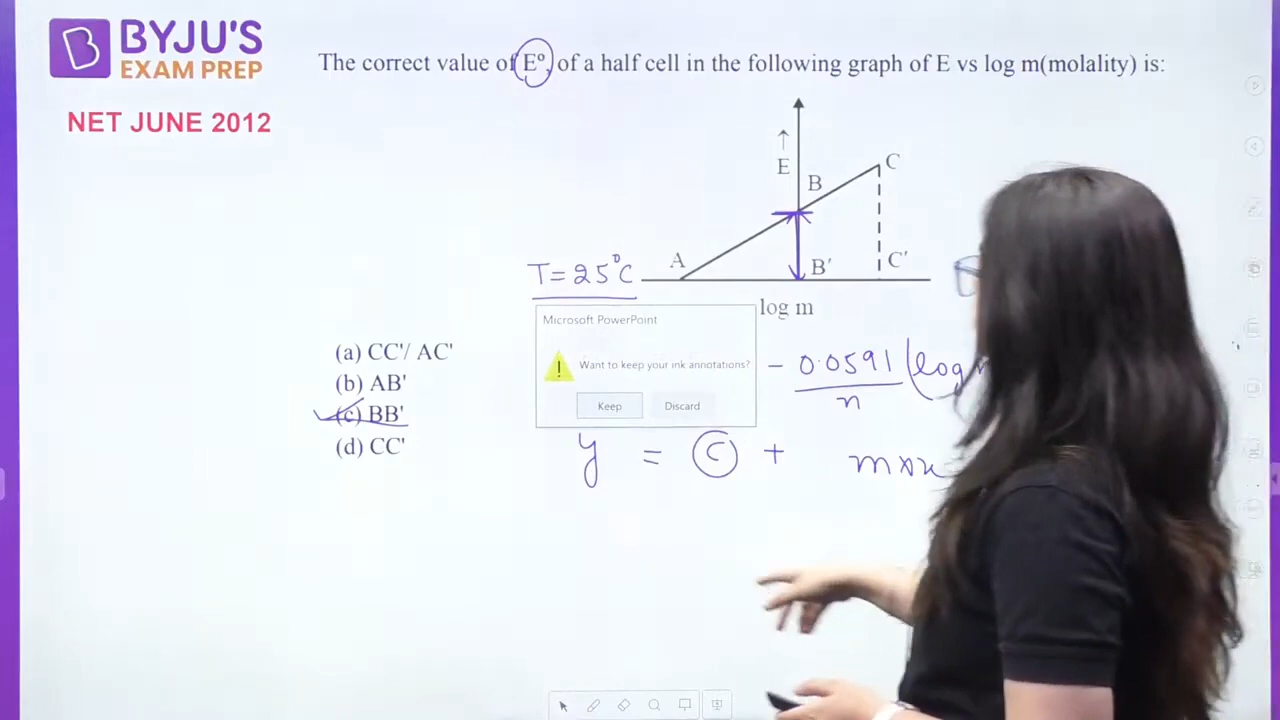 BYJU'S
EXAM PREP
NET JUNE 2012
The correct value of E°, of a half cell in the following graph of E vs log m(molality) is:
↑
E
B
C
A
B'
C'
T = 25°C
log m
Microsoft PowerPoint
Want to keep your ink annotations?
Keep
Discard
(a) CC'/ AC'
(b) AB'
(c) BB'
(d) CC'
− 0.0591 (log
n
y = C + m × x